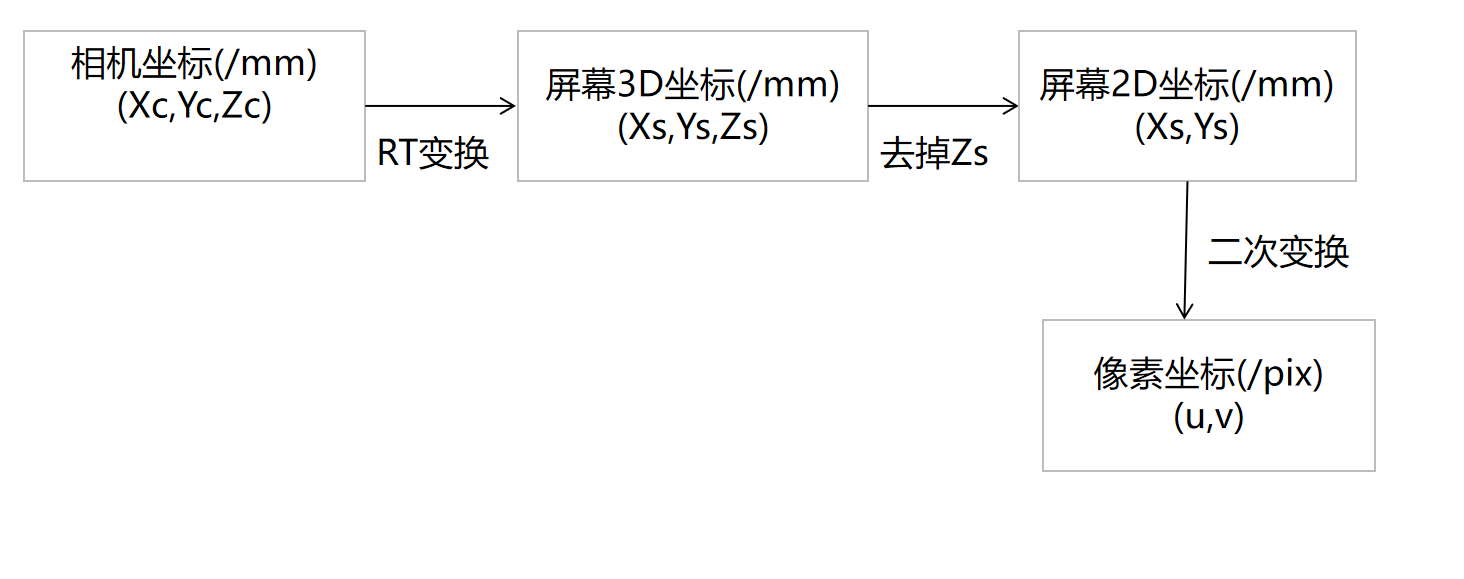 相机坐标(/mm)
(Xc,Yc,Zc)
RT变换
屏幕3D坐标(/mm)
(Xs,Ys,Zs)
去掉Zs
屏幕2D坐标(/mm)
(Xs,Ys)
二次变换
像素坐标(/pix)
(u,v)